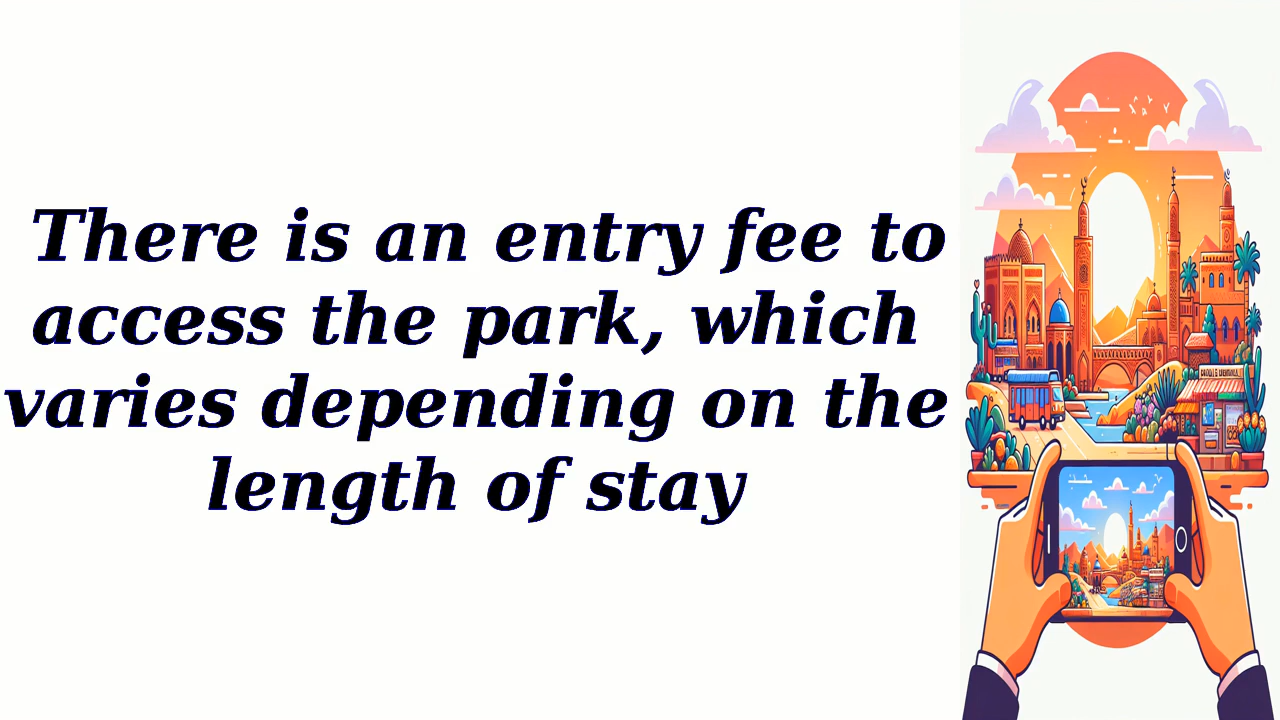 There is an entry fee to
access the park, which
varies depending on the
length of stay